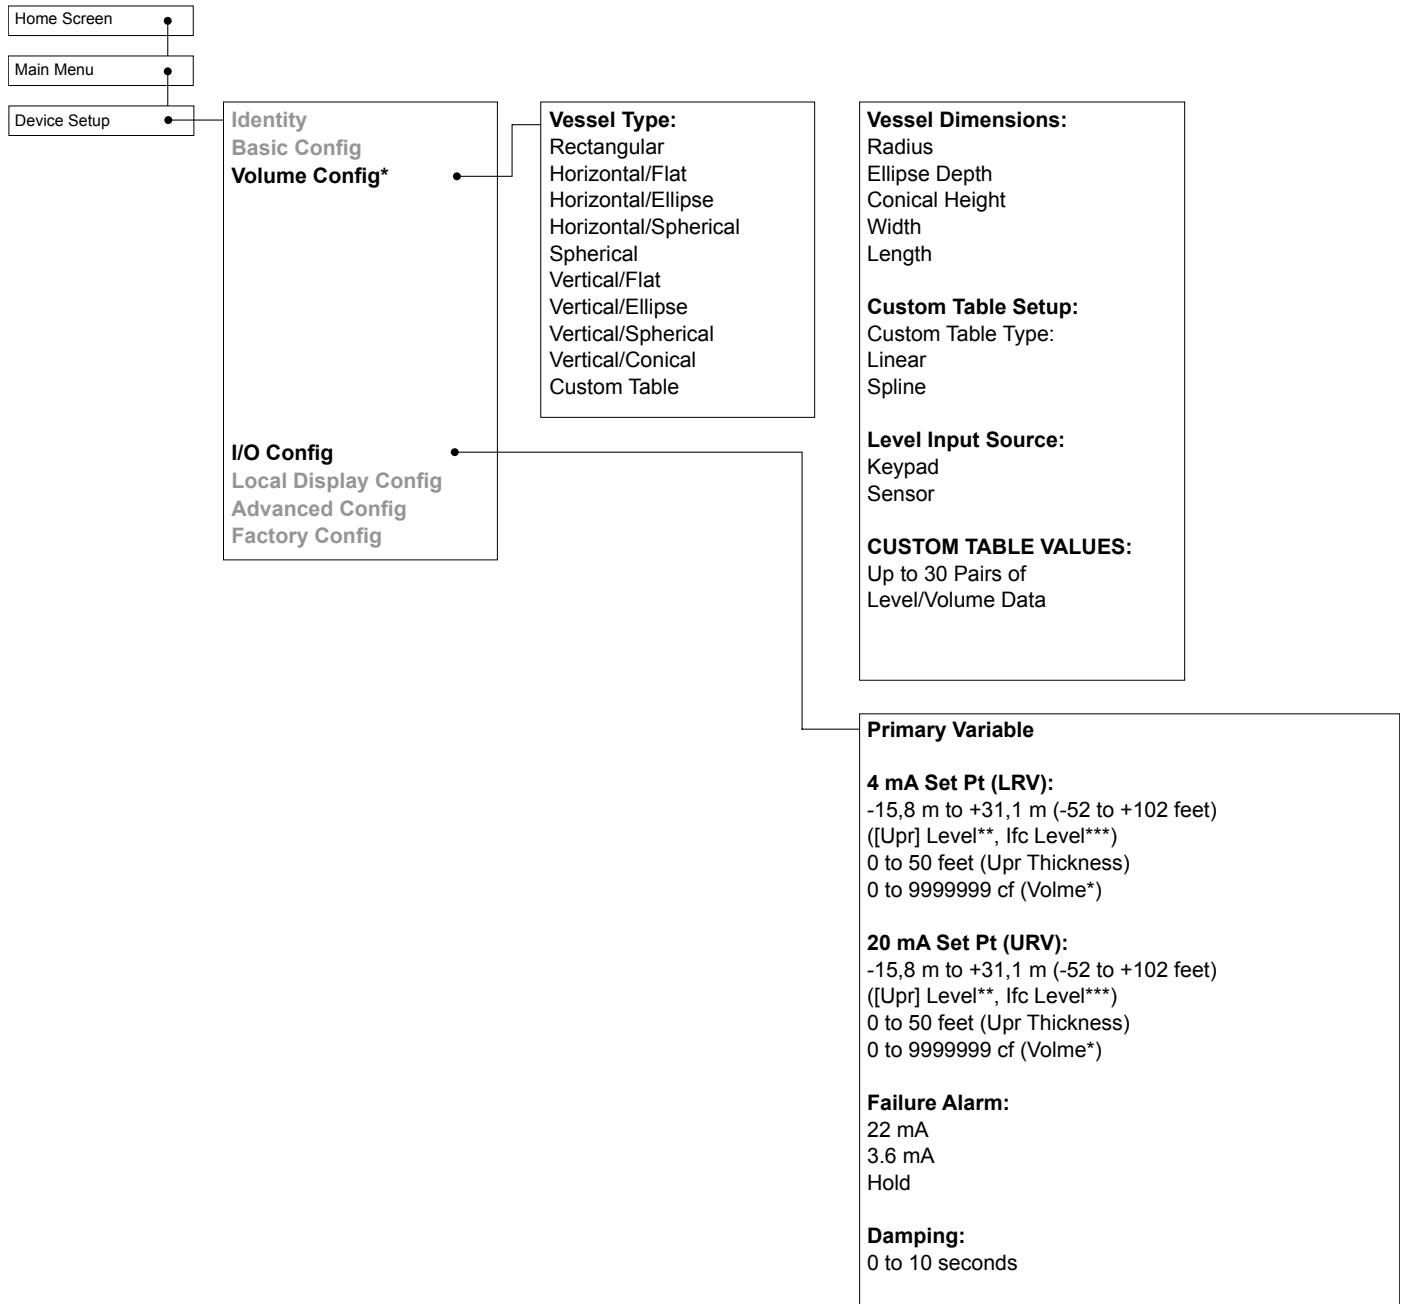 Home Screen
Main Menu
Device Setup
Identity
Basic Config
Volume Config*
I/O Config
Local Display Config
Advanced Config
Factory Config
Vessel Type:
Rectangular
Horizontal/Flat
Horizontal/Ellipse
Horizontal/Spherical
Spherical
Vertical/Flat
Vertical/Ellipse
Vertical/Spherical
Vertical/Conical
Custom Table
Vessel Dimensions:
Radius
Ellipse Depth
Conical Height
Width
Length
Custom Table Setup:
Custom Table Type:
Linear
Spline
Level Input Source:
Keypad
Sensor
CUSTOM TABLE VALUES:
Up to 30 Pairs of
Level/Volume Data
Primary Variable
4 mA Set Pt (LRV):
-15,8 m to +31,1 m (-52 to +102 feet)
([Upr] Level**, Ifc Level***)
0 to 50 feet (Upr Thickness)
0 to 9999999 cf (Volme*)
20 mA Set Pt (URV):
-15,8 m to +31,1 m (-52 to +102 feet)
([Upr] Level**, Ifc Level***)
0 to 50 feet (Upr Thickness)
0 to 9999999 cf (Volme*)
Failure Alarm:
22 mA
3.6 mA
Hold
Damping:
0 to 10 seconds